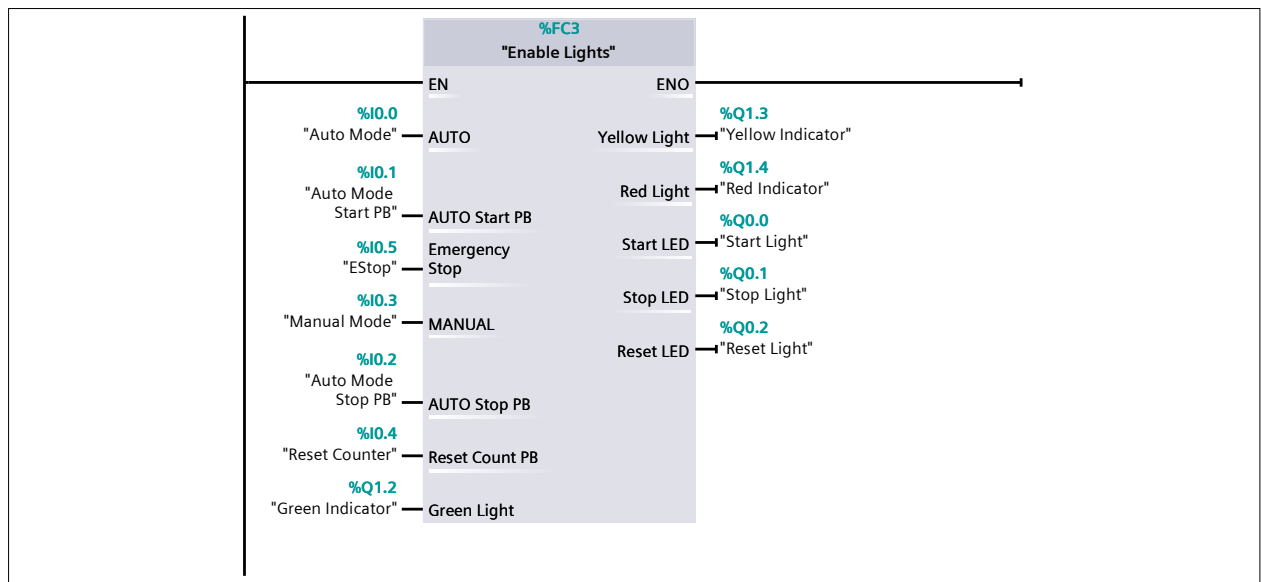 %FC3
"Enable Lights"
EN
ENO
%I0.0
"Auto Mode"
AUTO
%I0.1
"Auto Mode
Start PB"
AUTO Start PB
%I0.5
"EStop"
Emergency
Stop
%I0.3
"Manual Mode"
MANUAL
%I0.2
"Auto Mode
Stop PB"
AUTO Stop PB
%I0.4
"Reset Counter"
Reset Count PB
%Q1.2
"Green Indicator"
Green Light
Yellow Light
%Q1.3
"Yellow Indicator"
Red Light
%Q1.4
"Red Indicator"
Start LED
%Q0.0
"Start Light"
Stop LED
%Q0.1
"Stop Light"
Reset LED
%Q0.2
"Reset Light"